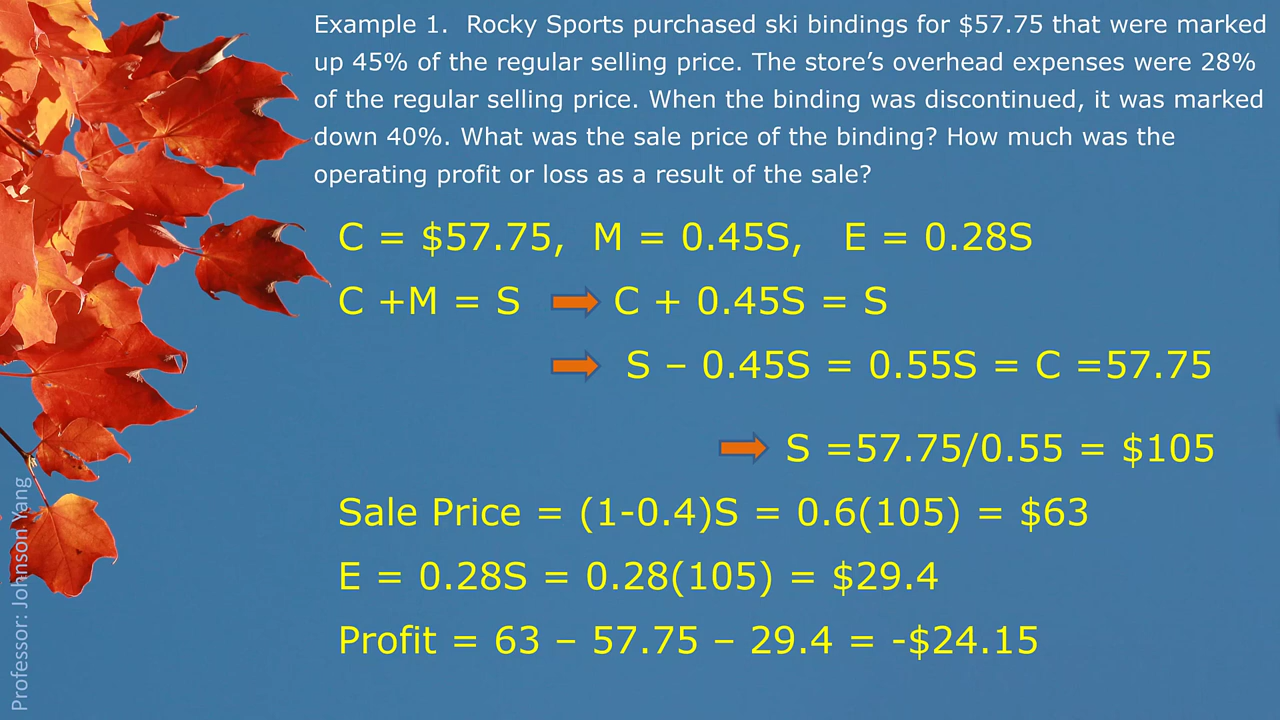 Example 1.  Rocky Sports purchased ski bindings for $57.75 that were marked
up 45% of the regular selling price. The store’s overhead expenses were 28%
of the regular selling price. When the binding was discontinued, it was marked
down 40%. What was the sale price of the binding? How much was the
operating profit or loss as a result of the sale?
C = $57.75,  M = 0.45S,   E = 0.28S
C +M = S C + 0.45S = S
S – 0.45S = 0.55S = C =57.75
S =57.75/0.55 = $105
Sale Price = (1-0.4)S = 0.6(105) = $63
E = 0.28S = 0.28(105) = $29.4
Profit = 63 – 57.75 – 29.4 = -$24.15
Professor: Johnson Yang